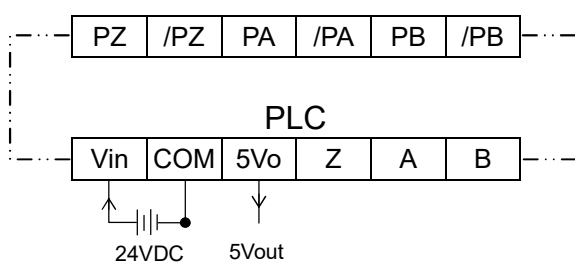 PZ /PZ PA /PA PB /PB
PLC
Vin COM 5Vo Z A B
24VDC 5Vout